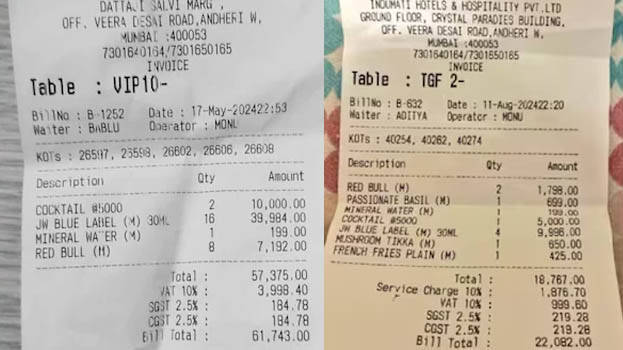 DATTAJI SALVI MARG ,
OFF. VEERA DESAI ROAD,ANDHERI W,
MUMBAI :400053
7301640164/7301650165
INVOICE
Table : VIP10-
BillNo : B-1252 Date : 17-May-202422:53
Waiter : BABLU Operator : MONU
KOTs : 26597, 26598, 26602, 26606, 26608
Description Qty Amount
COCKTAIL @5000 2 10,000.00
JW BLUE LABEL (M) 30ML 16 39,984.00
MINERAL WATER (M) 1 199.00
RED BULL (M) 8 7,192.00
Total : 57,375.00
VAT 10% : 3,998.40
SGST 2.5% : 184.78
CGST 2.5% : 184.78
Bill Total : 61,743.00
INDUMATI HOTELS & HOSPITALITY PVT.LTD
GROUND FLOOR, CRYSTAL PARADIES BUILDING,
OFF. VEERA DESAI ROAD,ANDHERI W,
MUMBAI :400053
7301640164/7301650165
INVOICE
Table : TGF 2-
BillNo : B-632 Date : 11-Aug-202422:20
Waiter : ADITYA Operator : MONU
KOTs : 40254, 40262, 40274
Description Qty Amount
RED BULL (M) 2 1,798.00
PASSIONATE BASIL (M) 1 699.00
MINERAL WATER (M) 1 199.00
COCKTAIL @5000 1 5,000.00
JW BLUE LABEL (M) 30ML 4 9,996.00
MUSHROOM TIKKA (M) 1 650.00
FRENCH FRIES PLAIN (M) 1 425.00
Total : 18,767.00
Service Charge 10% : 1,876.70
VAT 10% : 999.60
SGST 2.5% : 219.28
CGST 2.5% : 219.28
Bill Total : 22,082.00